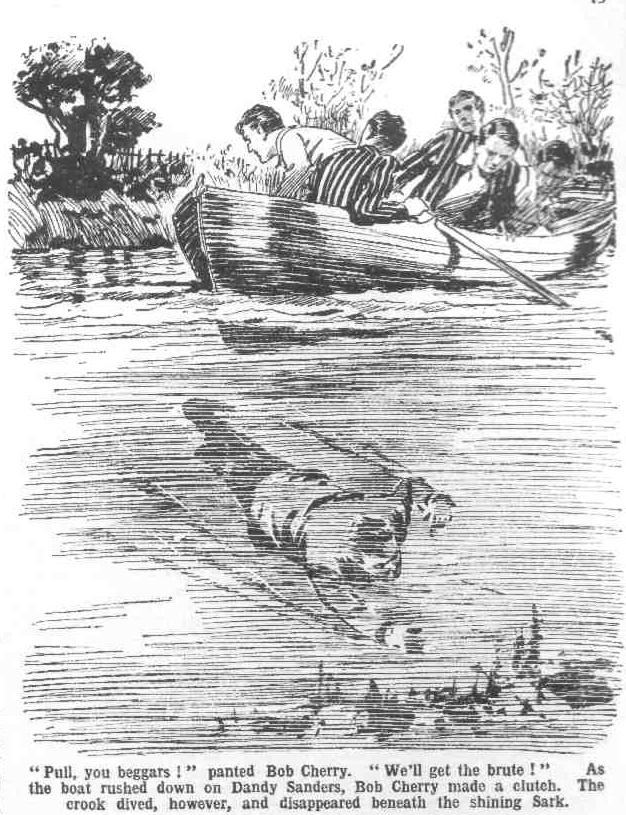 “ Pull, you beggars ! ” panted Bob Cherry. “ We'll get the brute ! ” As
the boat rushed down on Dandy Sanders, Bob Cherry made a clutch. The
crook dived, however, and disappeared beneath the shining Sark.